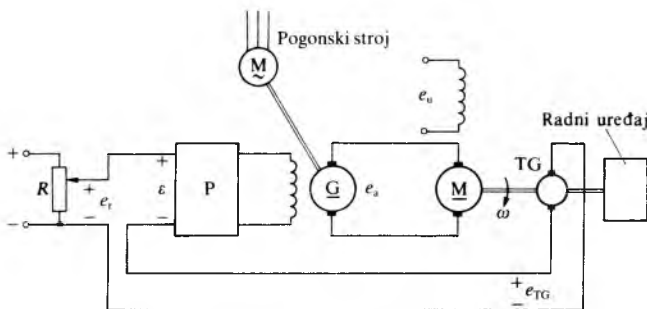 Pogonski stroj
M
~
e_u
Radni uređaj
TG
+
R
+
e_r
−
−
+
ε
−
P
G
e_a
M
ω
+
e_TG
−